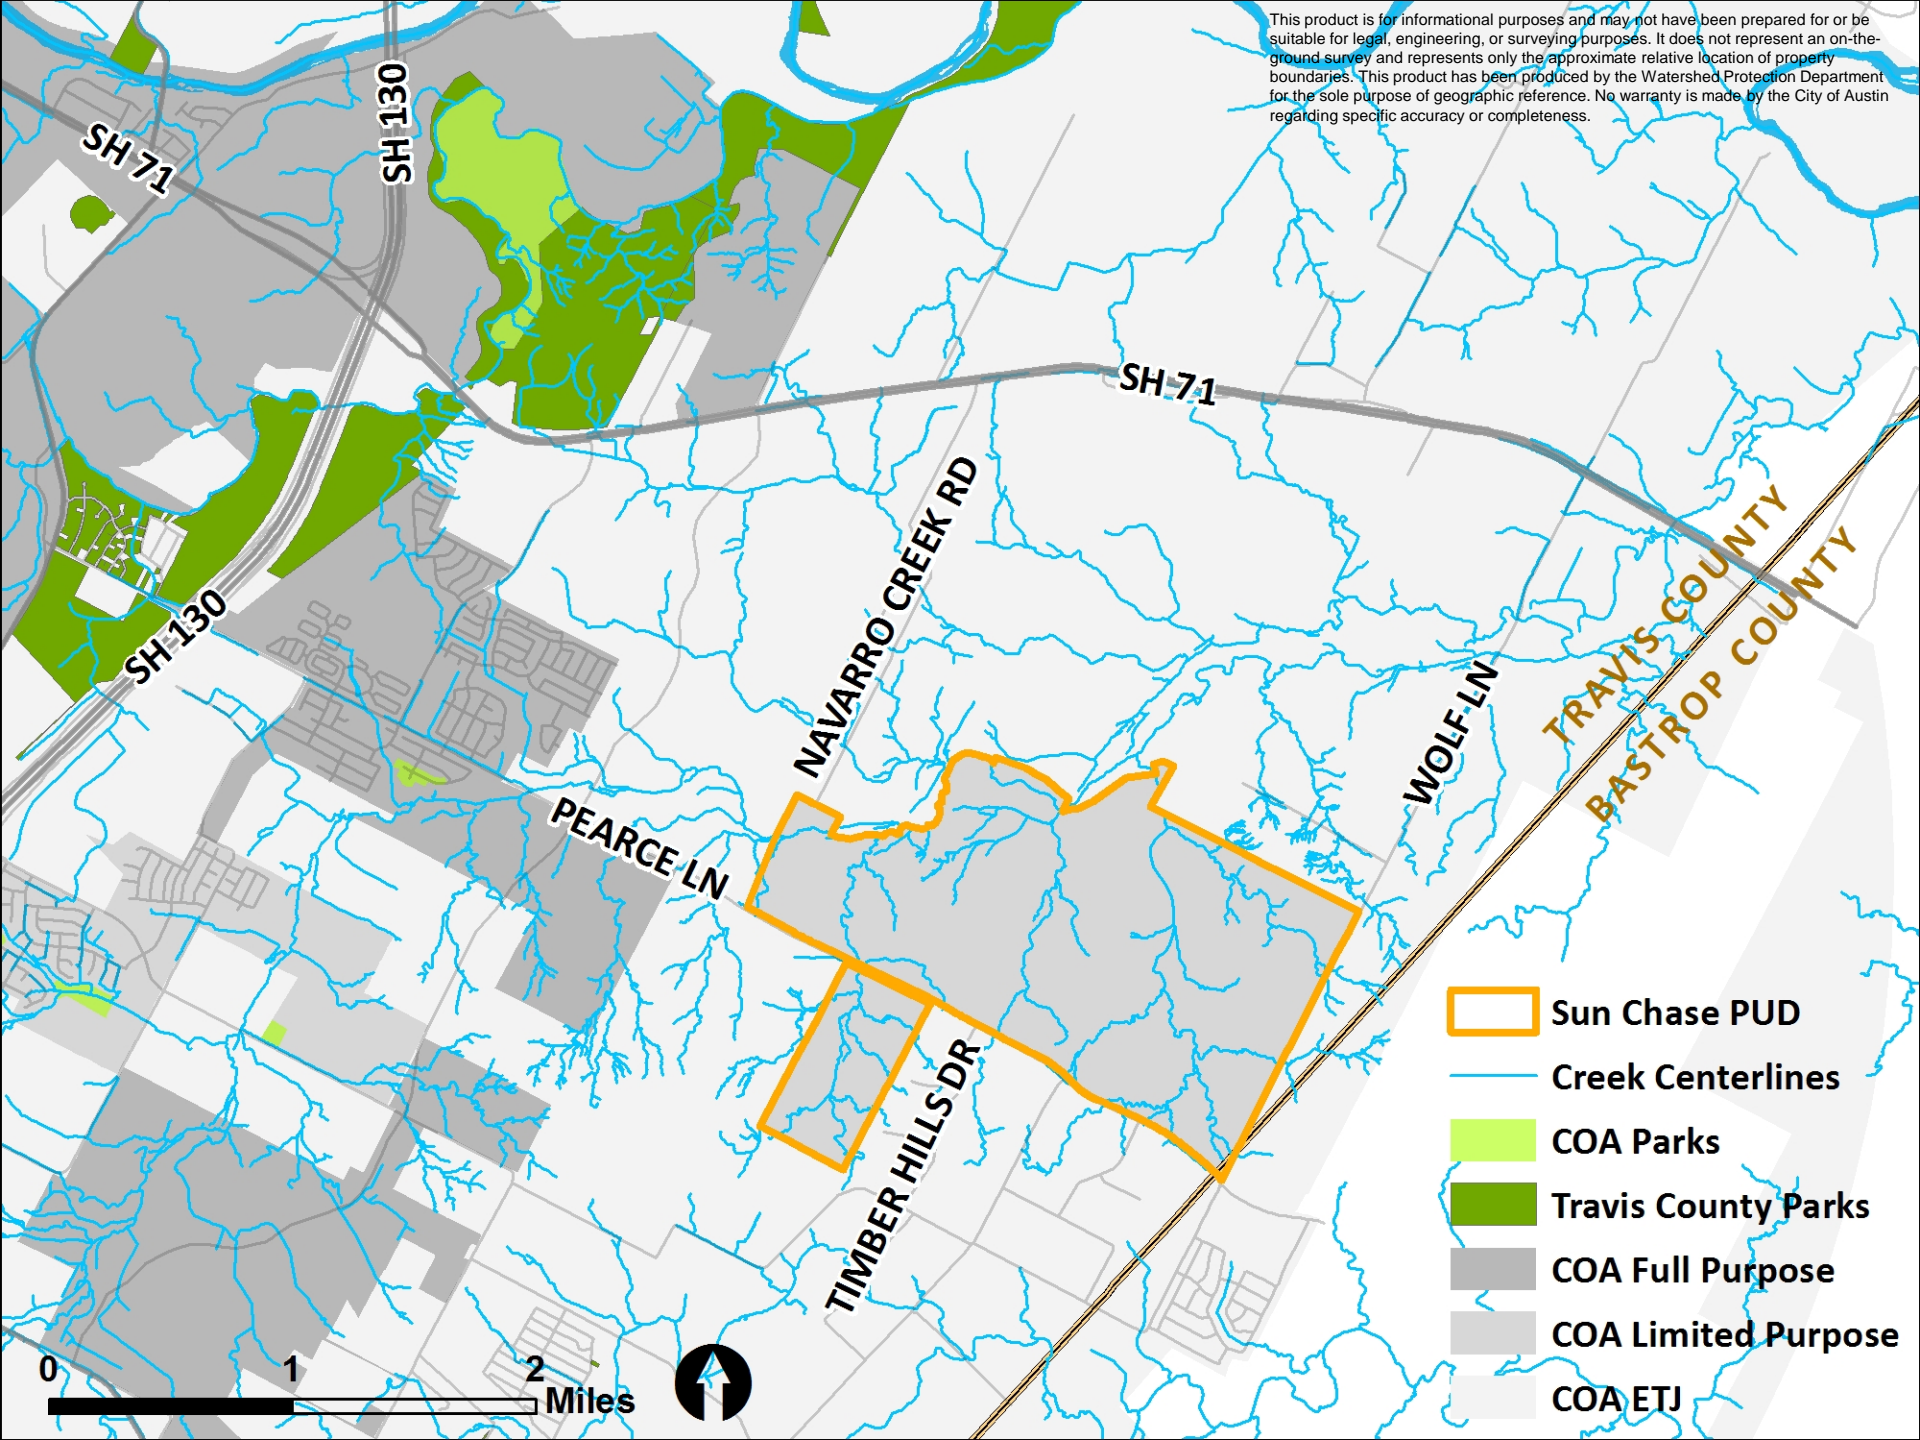 This product is for informational purposes and may not have been prepared for or be
suitable for legal, engineering, or surveying purposes. It does not represent an on-the-
ground survey and represents only the approximate relative location of property
boundaries. This product has been produced by the Watershed Protection Department
for the sole purpose of geographic reference. No warranty is made by the City of Austin
regarding specific accuracy or completeness.
SH 130
SH 71
SH 71
NAVARRO CREEK RD
SH 130
TRAVIS COUNTY
BASTROP COUNTY
WOLF LN
PEARCE LN
TIMBER HILLS DR
Sun Chase PUD
Creek Centerlines
COA Parks
Travis County Parks
COA Full Purpose
COA Limited Purpose
COA ETJ
0 1 2
Miles